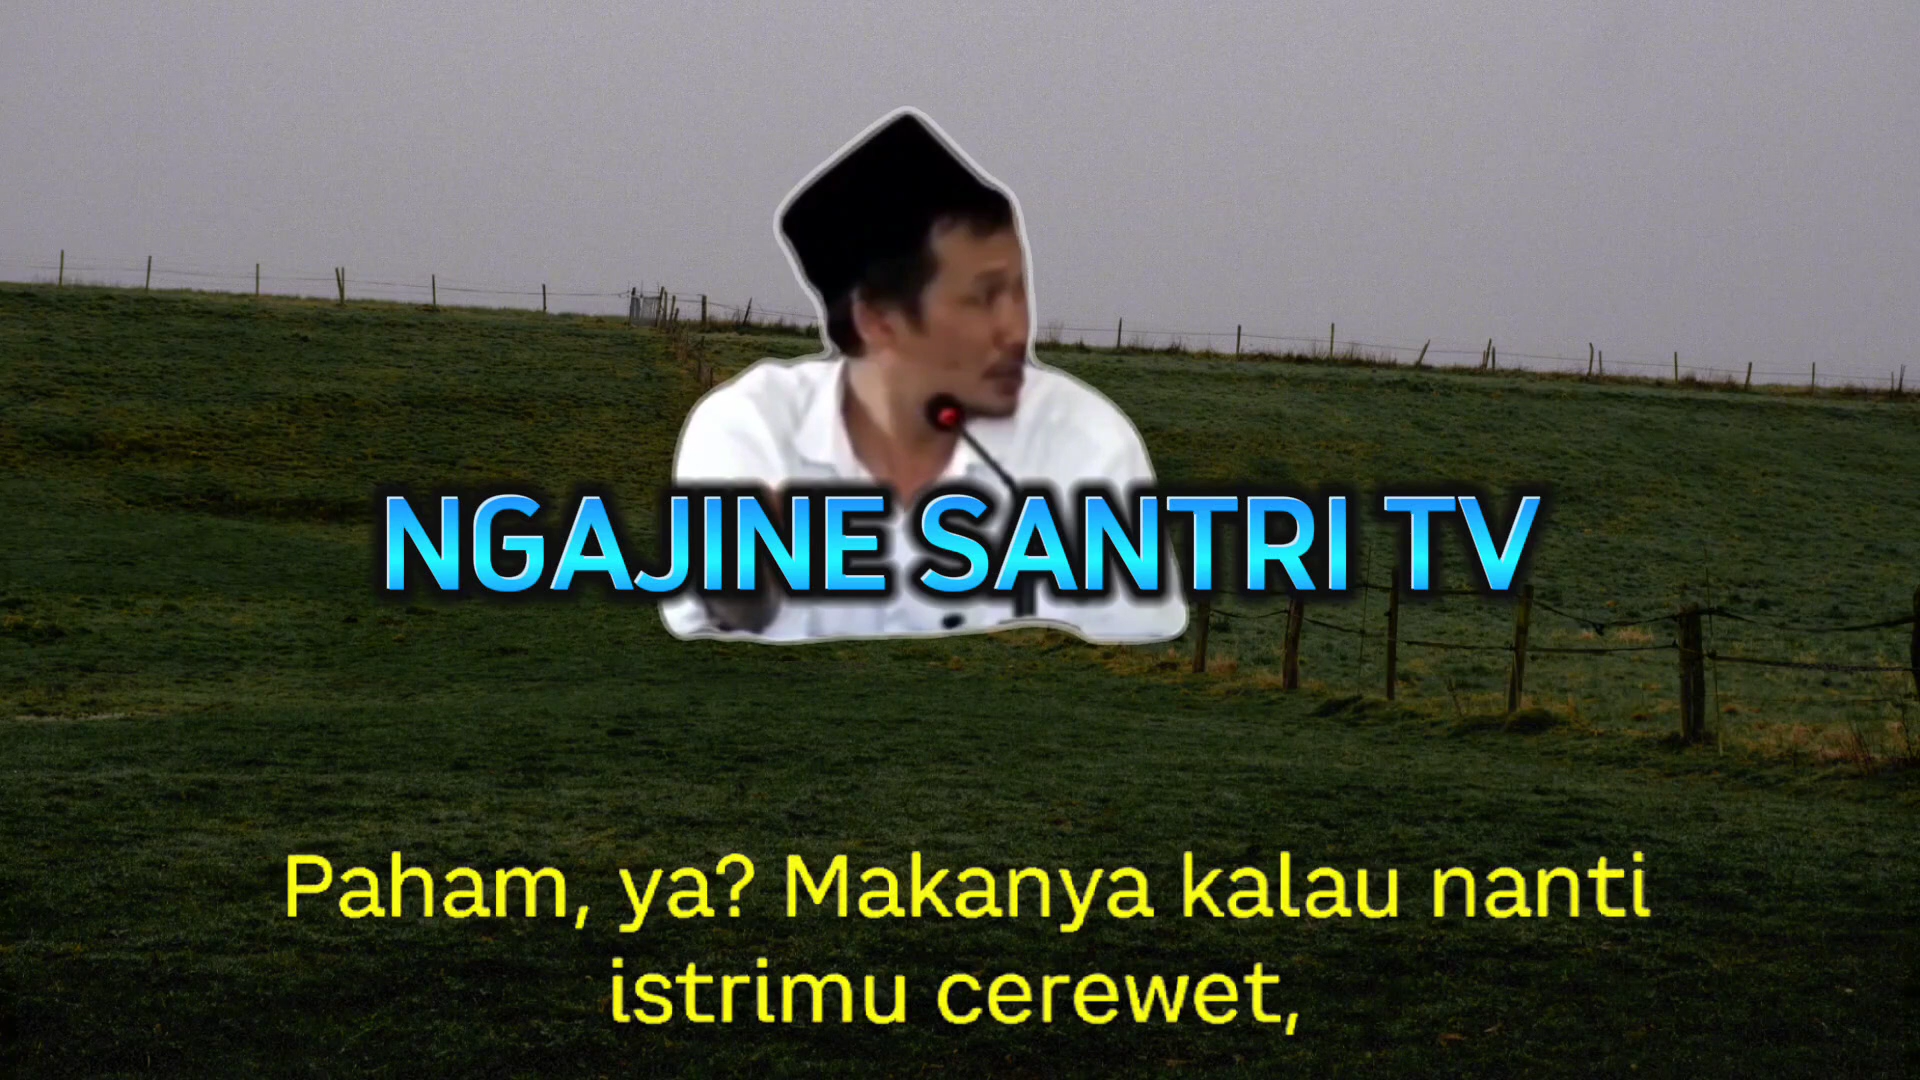 NGAJINE SANTRI TV
Paham, ya? Makanya kalau nanti
istrimu cerewet,